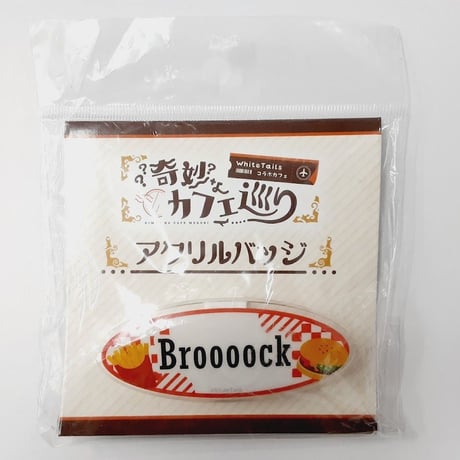 WhiteTails
コラボカフェ
奇妙な
カフェ巡り
アクリルバッジ
Broooock